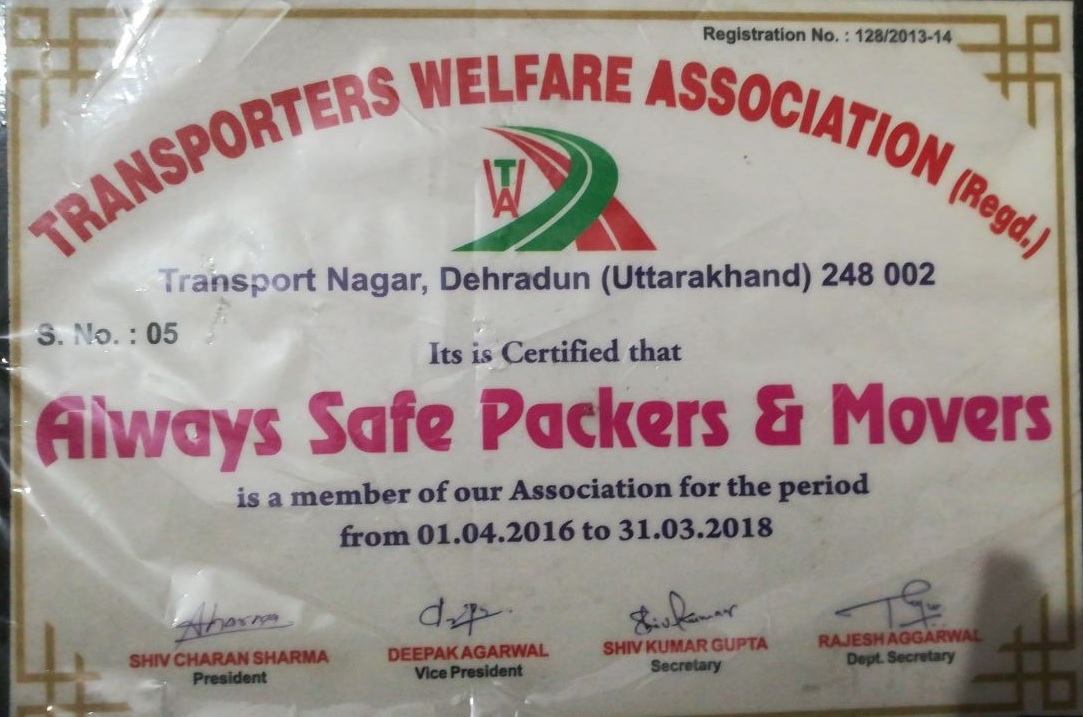 Registration No. : 128/2013-14
TRANSPORTERS WELFARE ASSOCIATION (Regd.)
TWA
Transport Nagar, Dehradun (Uttarakhand) 248 002
S. No. : 05
Its is Certified that
Always Safe Packers & Movers
is a member of our Association for the period
from 01.04.2016 to 31.03.2018
SHIV CHARAN SHARMA
President
DEEPAK AGARWAL
Vice President
Shivkumar
SHIV KUMAR GUPTA
Secretary
RAJESH AGGARWAL
Dept. Secretary